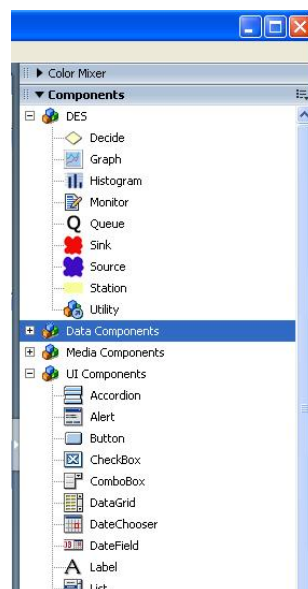 Color Mixer
Components
DES
Decide
Graph
Histogram
Monitor
Q Queue
Sink
Source
Station
Utility
Data Components
Media Components
UI Components
Accordion
Alert
Button
CheckBox
ComboBox
DataGrid
DateChooser
DateField
A Label
List